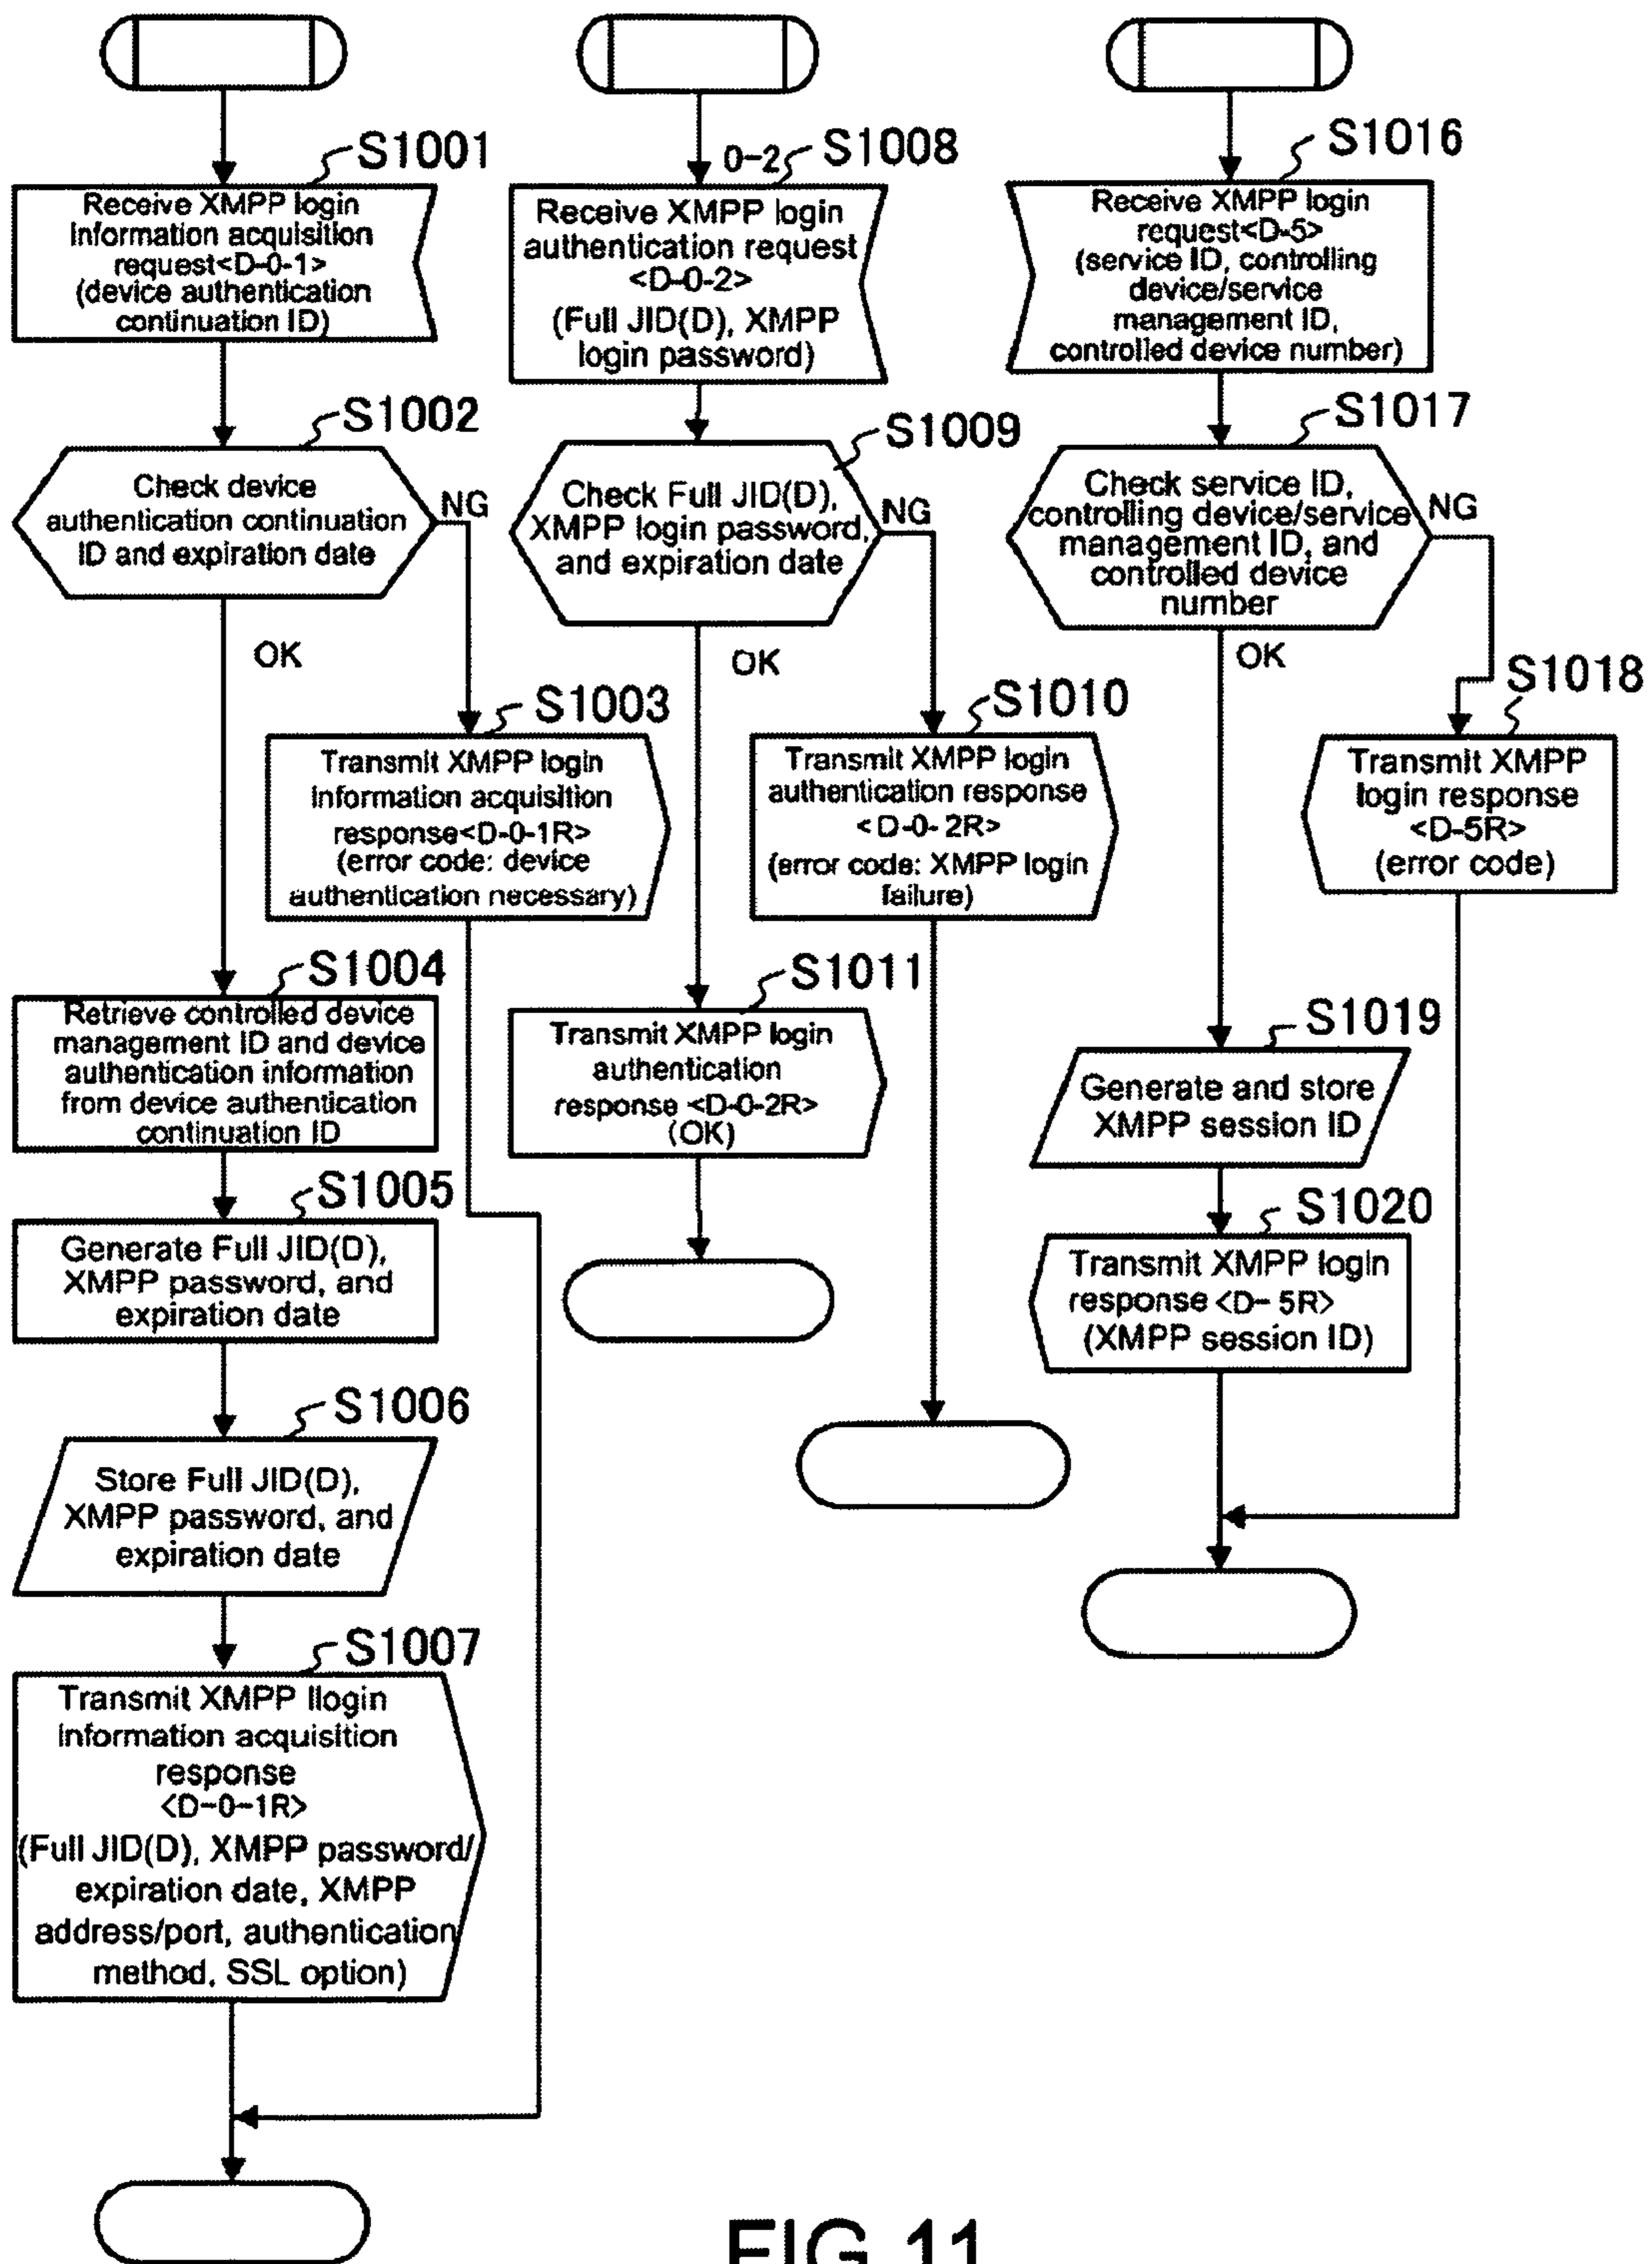 S1001
Receive XMPP login
Information acquisition
request<D-0-1>
(device authentication
continuation ID)
S1002
Check device
authentication continuation
ID and expiration date
NG
OK
S1003
Transmit XMPP login
Information acquisition
response<D-0-1R>
(error code: device
authentication necessary)
S1004
Retrieve controlled device
management ID and device
authentication information
from device authentication
continuation ID
S1005
Generate Full JID(D),
XMPP password, and
expiration date
S1006
Store Full JID(D),
XMPP password, and
expiration date
S1007
Transmit XMPP llogin
Information acquisition
response
<D-0-1R>
(Full JID(D), XMPP password/
expiration date, XMPP
address/port, authentication
method, SSL option)
0-2
S1008
Receive XMPP login
authentication request
<D-0-2>
(Full JID(D), XMPP
login password)
S1009
Check Full JID(D),
XMPP login password,
and expiration date
NG
OK
S1010
Transmit XMPP login
authentication response
<D-0-2R>
(error code: XMPP login
failure)
S1011
Transmit XMPP login
authentication
response <D-0-2R>
(OK)
S1016
Receive XMPP login
request<D-5>
(service ID, controlling
device/service
management ID,
controlled device number)
S1017
Check service ID,
controlling device/service
management ID, and
controlled device
number
NG
OK
S1018
Transmit XMPP
login response
<D-5R>
(error code)
S1019
Generate and store
XMPP session ID
S1020
Transmit XMPP login
response <D-5R>
(XMPP session ID)
FIG.11